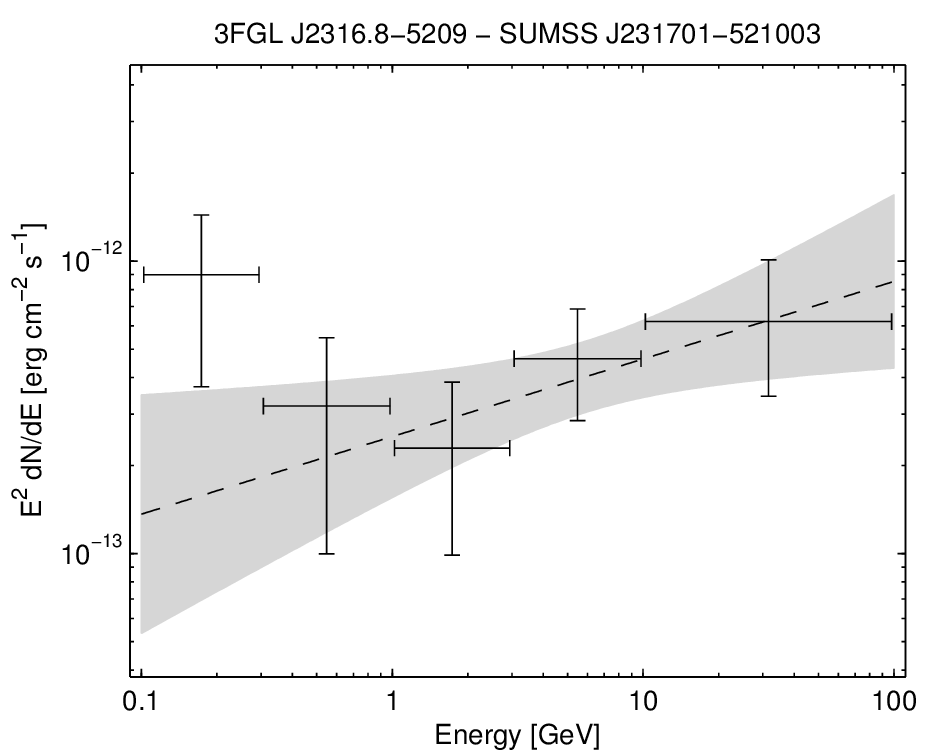 3FGL J2316.8−5209 − SUMSS J231701−521003
E² dN/dE [erg cm⁻² s⁻¹]
10⁻¹²
10⁻¹³
0.1 1 10 100
Energy [GeV]